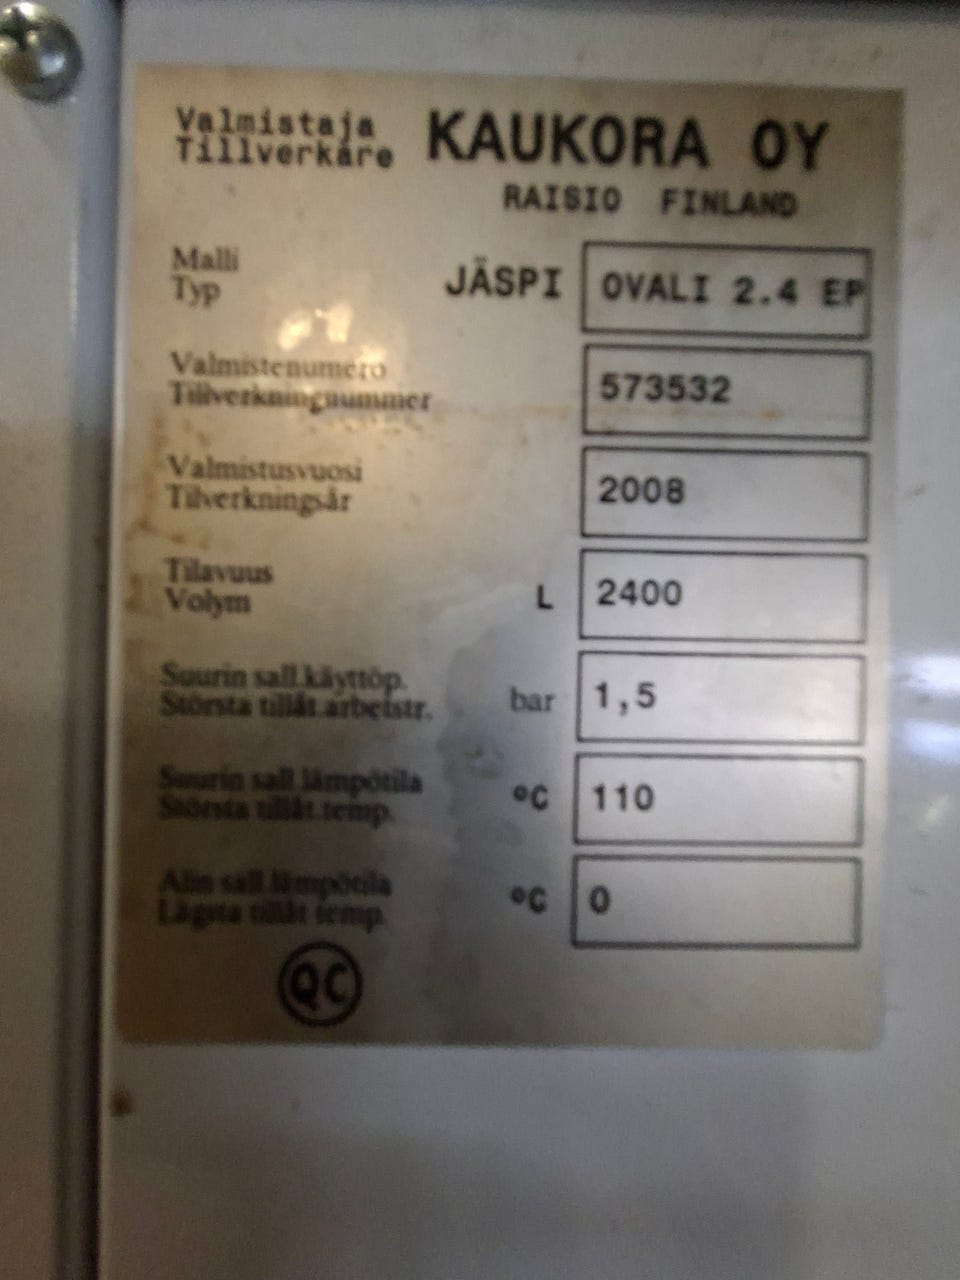 Valmistaja
Tillverkare
KAUKORA OY
RAISIO FINLAND
Malli
Typ
JÄSPI
OVALI 2.4 EP
Valmistenumero
Tillverkningnummer
573532
Valmistusvuosi
Tilverkningsår
2008
Tilavuus
Volym
L
2400
Suurin sall.käyttöp.
Största tillåt.arbetstr.
bar
1,5
Suurin sall.lämpötila
Största tillåt.temp.
°C
110
Alin sall.lämpötila
Lägsta tillåt temp.
°C
0
QC